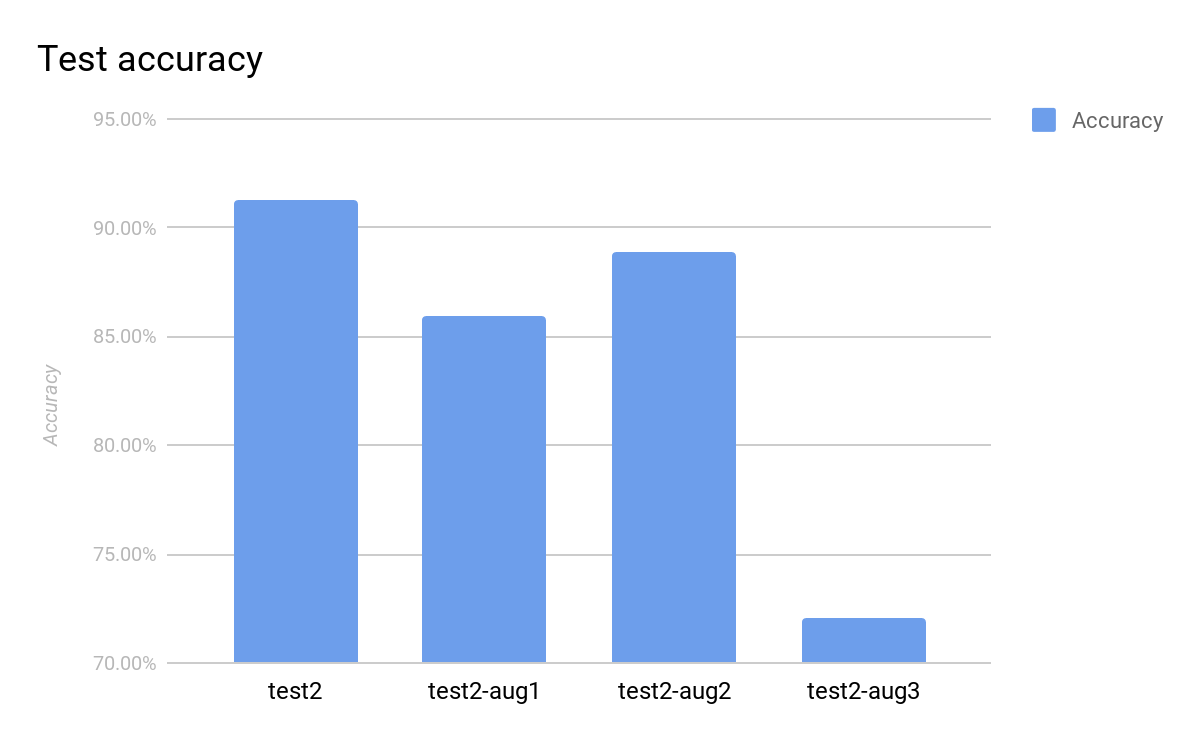 Test accuracy
Accuracy
95.00%
90.00%
85.00%
80.00%
75.00%
70.00%
Accuracy
test2
test2-aug1
test2-aug2
test2-aug3